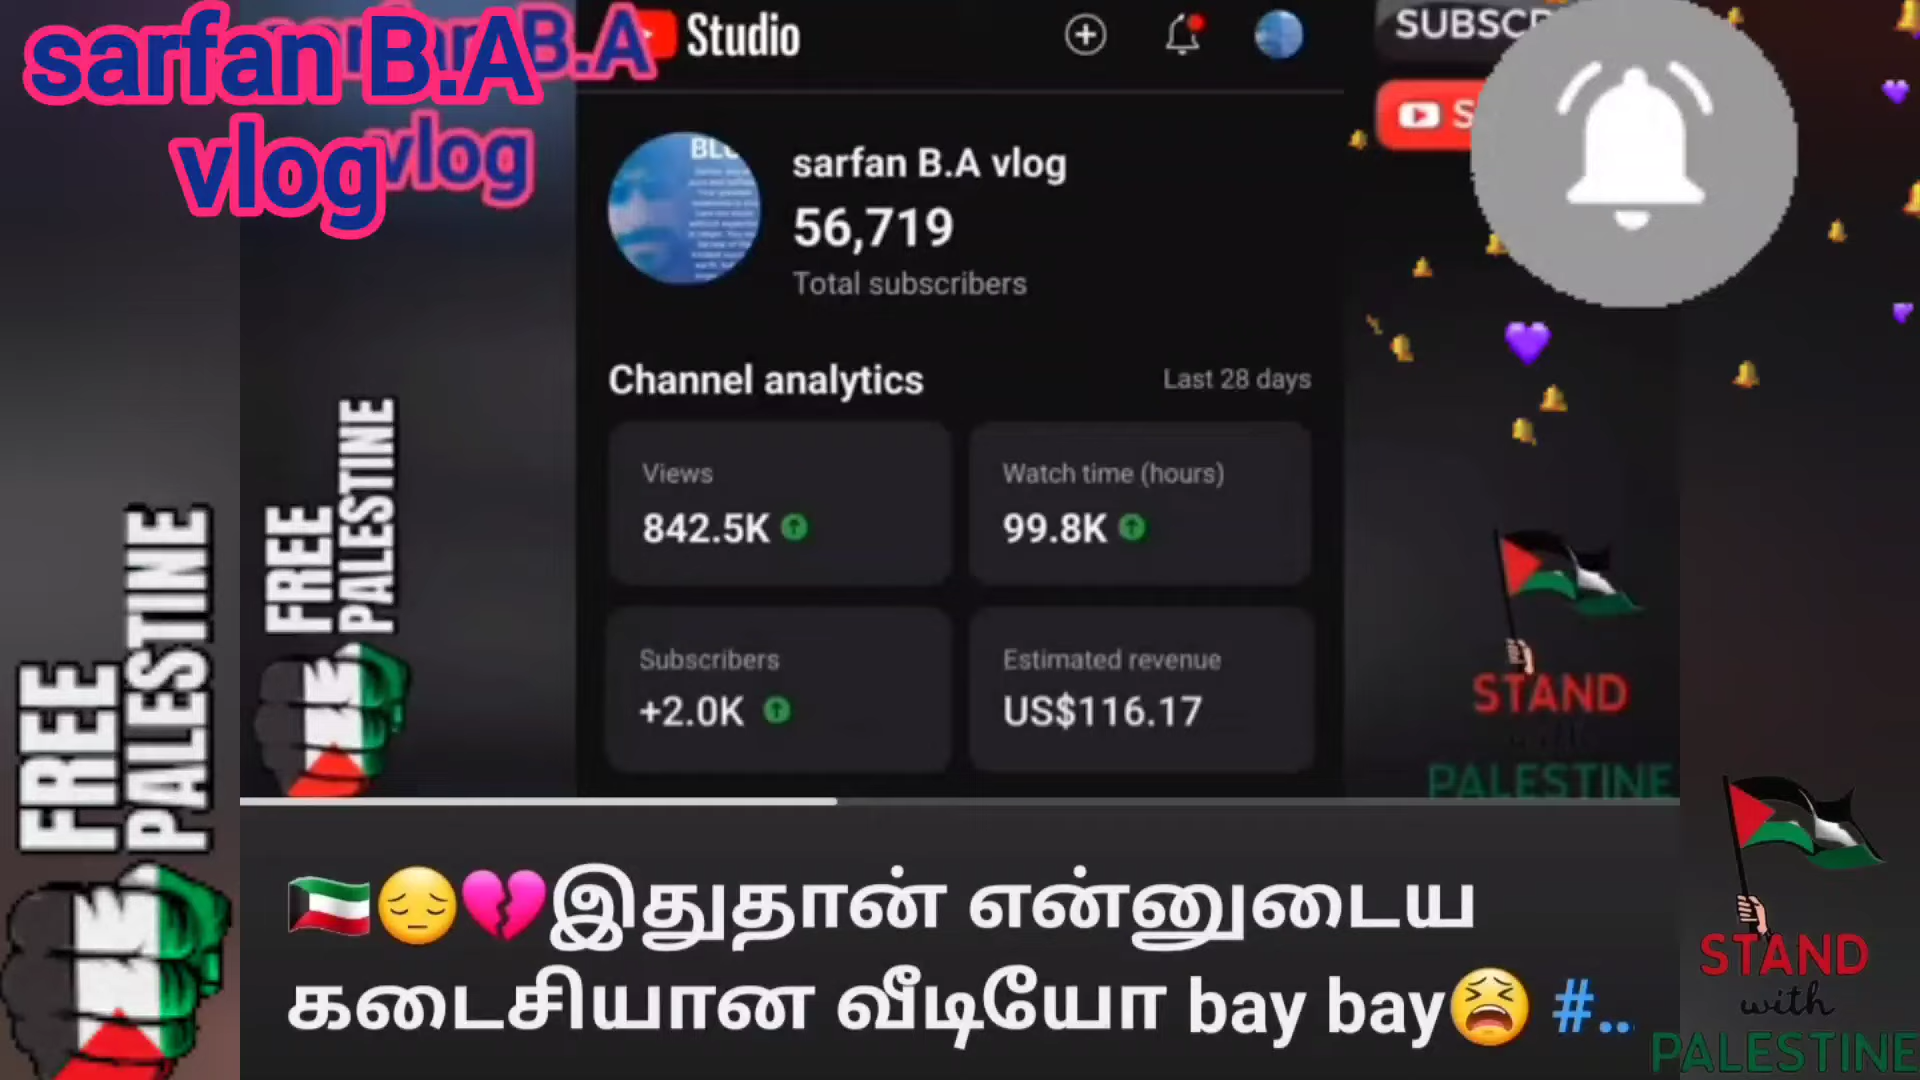 sarfan B.A
vlog
B.A
vlog
Studio
SUBSC
S
sarfan B.A vlog
56,719
Total subscribers
Channel analytics
Last 28 days
Views
842.5K
Watch time (hours)
99.8K
Subscribers
+2.0K
Estimated revenue
US$116.17
FREE
PALESTINE
FREE
PALESTINE
STAND
PALESTINE
🇰🇼😔💔இதுதான் என்னுடைய
கடைசியான வீடியோ bay bay😫 #..
STAND
with
PALESTINE